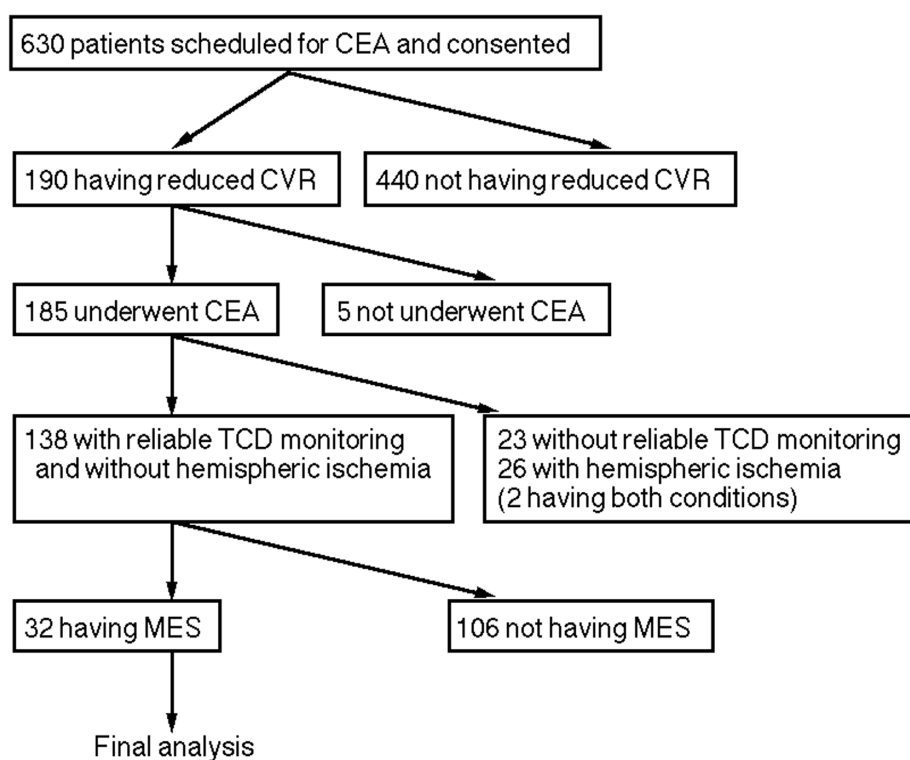 630 patients scheduled for CEA and consented
190 having reduced CVR
440 not having reduced CVR
185 underwent CEA
5 not underwent CEA
138 with reliable TCD monitoring
and without hemispheric ischemia
23 without reliable TCD monitoring
26 with hemispheric ischemia
(2 having both conditions)
32 having MES
106 not having MES
Final analysis